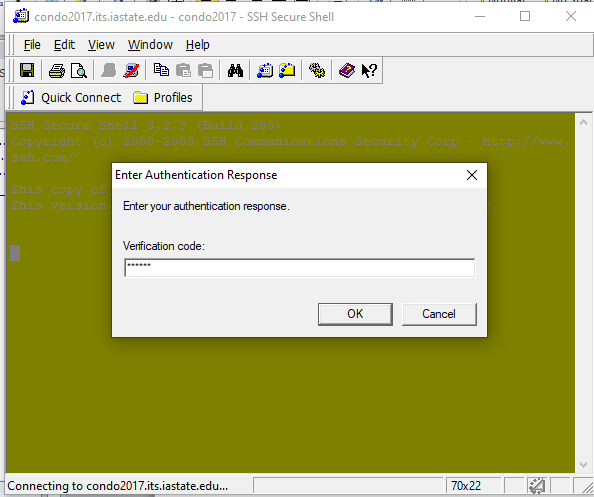 condo2017.its.iastate.edu - condo2017 - SSH Secure Shell
File Edit View Window Help
Quick Connect Profiles
SSH Secure Shell 3.2.9 (Build 283)
Copyright (c) 2000-2003 SSH Communications Security Corp - http://www.
ssh.com/
Enter Authentication Response
This copy of
This version
Enter your authentication response.
Verification code:
******
OK Cancel
Connecting to condo2017.its.iastate.edu... 70x22